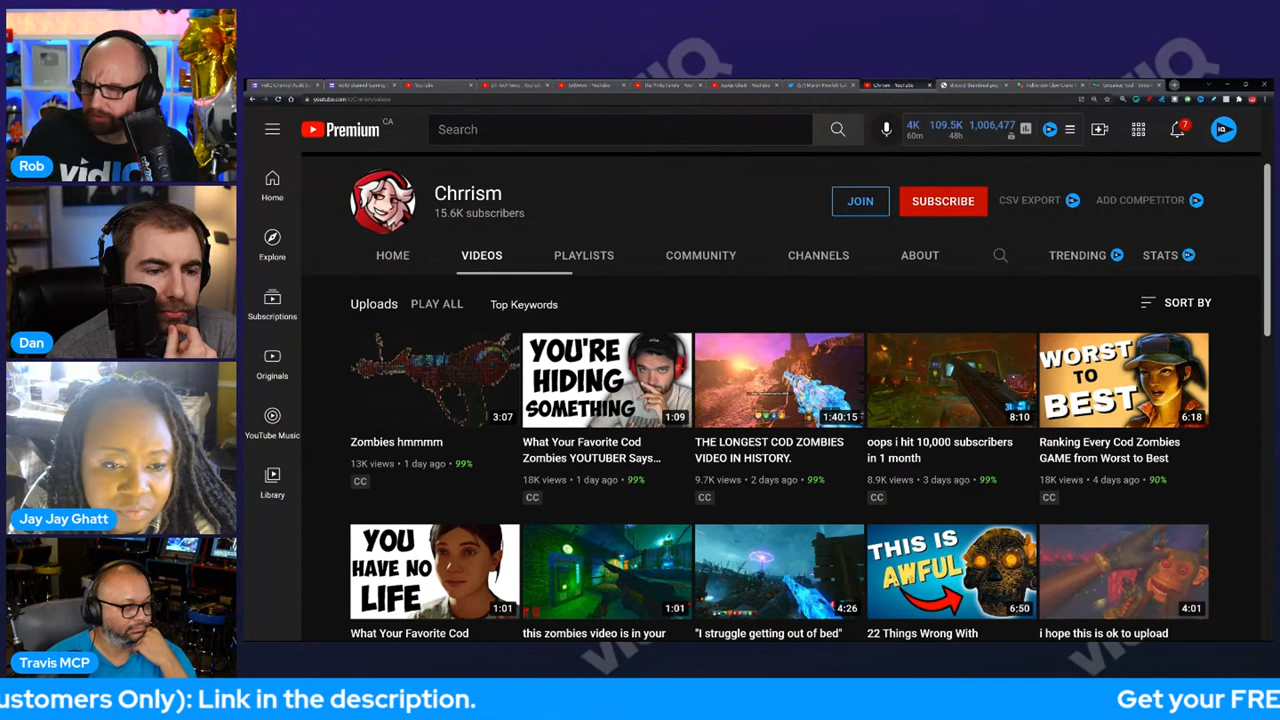 Rob
vidIQ
Dan
Jay Jay Ghatt
Travis MCP
vidIQ
Premium
CA
Search
4K
60m
109.5K
48h
1,006,477
7
IQ
Home
Explore
Subscriptions
Originals
YouTube Music
Library
Chrrism
15.6K subscribers
JOIN
SUBSCRIBE
CSV EXPORT
ADD COMPETITOR
HOME
VIDEOS
PLAYLISTS
COMMUNITY
CHANNELS
ABOUT
TRENDING
STATS
Uploads
PLAY ALL
Top Keywords
SORT BY
3:07
Zombies hmmmm
13K views • 1 day ago • 99%
CC
YOU'RE
HIDING
SOMETHING
1:09
What Your Favorite Cod
Zombies YOUTUBER Says...
18K views • 1 day ago • 99%
CC
1:40:15
THE LONGEST COD ZOMBIES
VIDEO IN HISTORY.
9.7K views • 2 days ago • 99%
CC
8:10
oops i hit 10,000 subscribers
in 1 month
8.9K views • 3 days ago • 99%
CC
WORST
TO
BEST
6:18
Ranking Every Cod Zombies
GAME from Worst to Best
18K views • 4 days ago • 90%
CC
YOU
HAVE NO
LIFE
1:01
What Your Favorite Cod
1:01
this zombies video is in your
4:26
"I struggle getting out of bed"
THIS IS
AWFUL
6:50
22 Things Wrong With
4:01
i hope this is ok to upload
ustomers Only): Link in the description.
Get your FRE